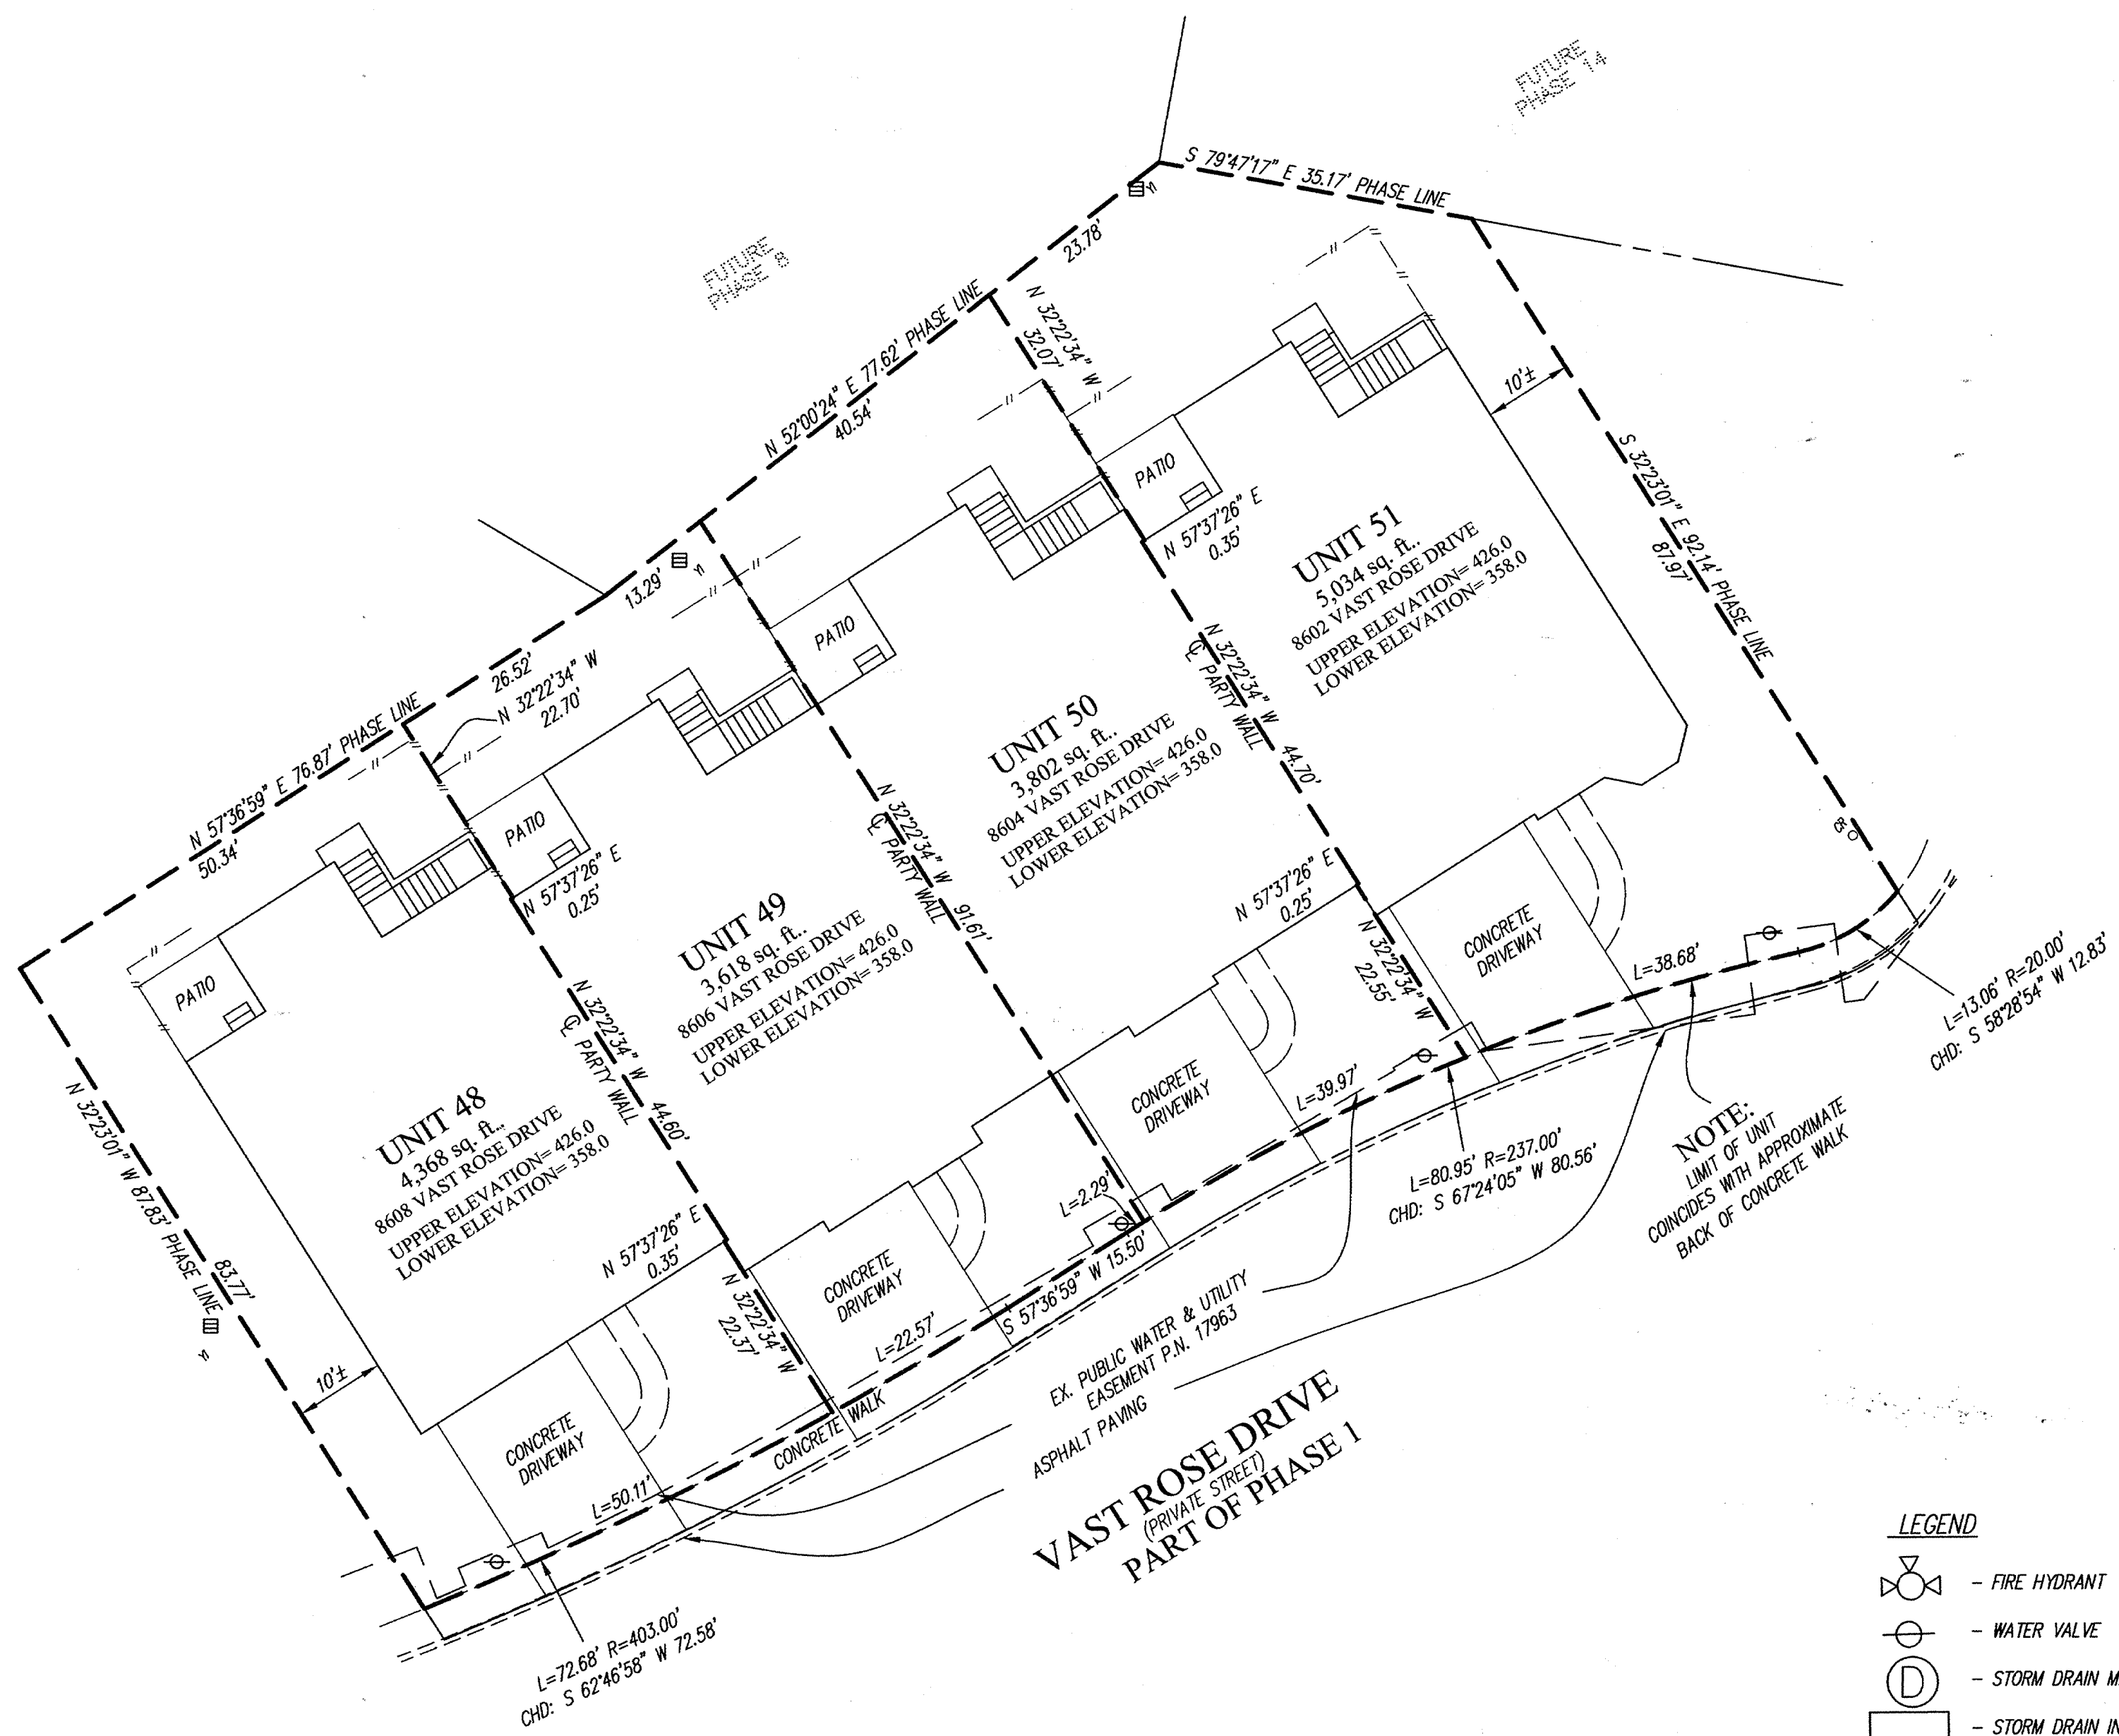 FUTURE
PHASE 14
S 79°47'17" E 35.17' PHASE LINE
FUTURE
PHASE 8
23.78'
N 52°00'24" E 77.62' PHASE LINE
40.54'
N 32°22'34" W
32.07'
10'±
S 32°23'01" E 92.14' PHASE LINE
87.97'
PATIO
N 57°37'26" E
0.35'
UNIT 51
5,034 sq. ft..
8602 VAST ROSE DRIVE
UPPER ELEVATION= 426.0
LOWER ELEVATION= 358.0
13.29'
26.52'
N 32°22'34" W
22.70'
N 57°36'59" E 76.87' PHASE LINE
50.34'
PATIO
N 32°22'34" W
℄ PARTY WALL
44.70'
UNIT 50
3,802 sq. ft..
8604 VAST ROSE DRIVE
UPPER ELEVATION= 426.0
LOWER ELEVATION= 358.0
PATIO
N 57°37'26" E
0.25'
N 32°22'34" W
℄ PARTY WALL
91.61'
UNIT 49
3,618 sq. ft..
8606 VAST ROSE DRIVE
UPPER ELEVATION= 426.0
LOWER ELEVATION= 358.0
N 57°37'26" E
0.25'
N 32°22'34" W
22.55'
CONCRETE
DRIVEWAY
CR
L=38.68'
L=13.06' R=20.00'
CHD: S 58°28'54" W 12.83'
PATIO
N 32°22'34" W
℄ PARTY WALL
44.60'
UNIT 48
4,368 sq. ft..
8608 VAST ROSE DRIVE
UPPER ELEVATION= 426.0
LOWER ELEVATION= 358.0
N 32°23'01" W 87.83' PHASE LINE
83.77'
10'±
CONCRETE
DRIVEWAY
L=39.97'
L=80.95' R=237.00'
CHD: S 67°24'05" W 80.56'
NOTE:
LIMIT OF UNIT
COINCIDES WITH APPROXIMATE
BACK OF CONCRETE WALK
N 57°37'26" E
0.35'
N 32°22'34" W
22.37'
CONCRETE
DRIVEWAY
L=2.29'
L=22.57'
S 57°36'59" W 15.50'
CONCRETE WALK
CONCRETE
DRIVEWAY
L=50.11'
EX. PUBLIC WATER & UTILITY
EASEMENT P.N. 17963
ASPHALT PAVING
VAST ROSE DRIVE
(PRIVATE STREET)
PART OF PHASE 1
L=72.68' R=403.00'
CHD: S 62°46'58" W 72.58'
LEGEND
- FIRE HYDRANT
- WATER VALVE
D - STORM DRAIN
- STORM DRAIN